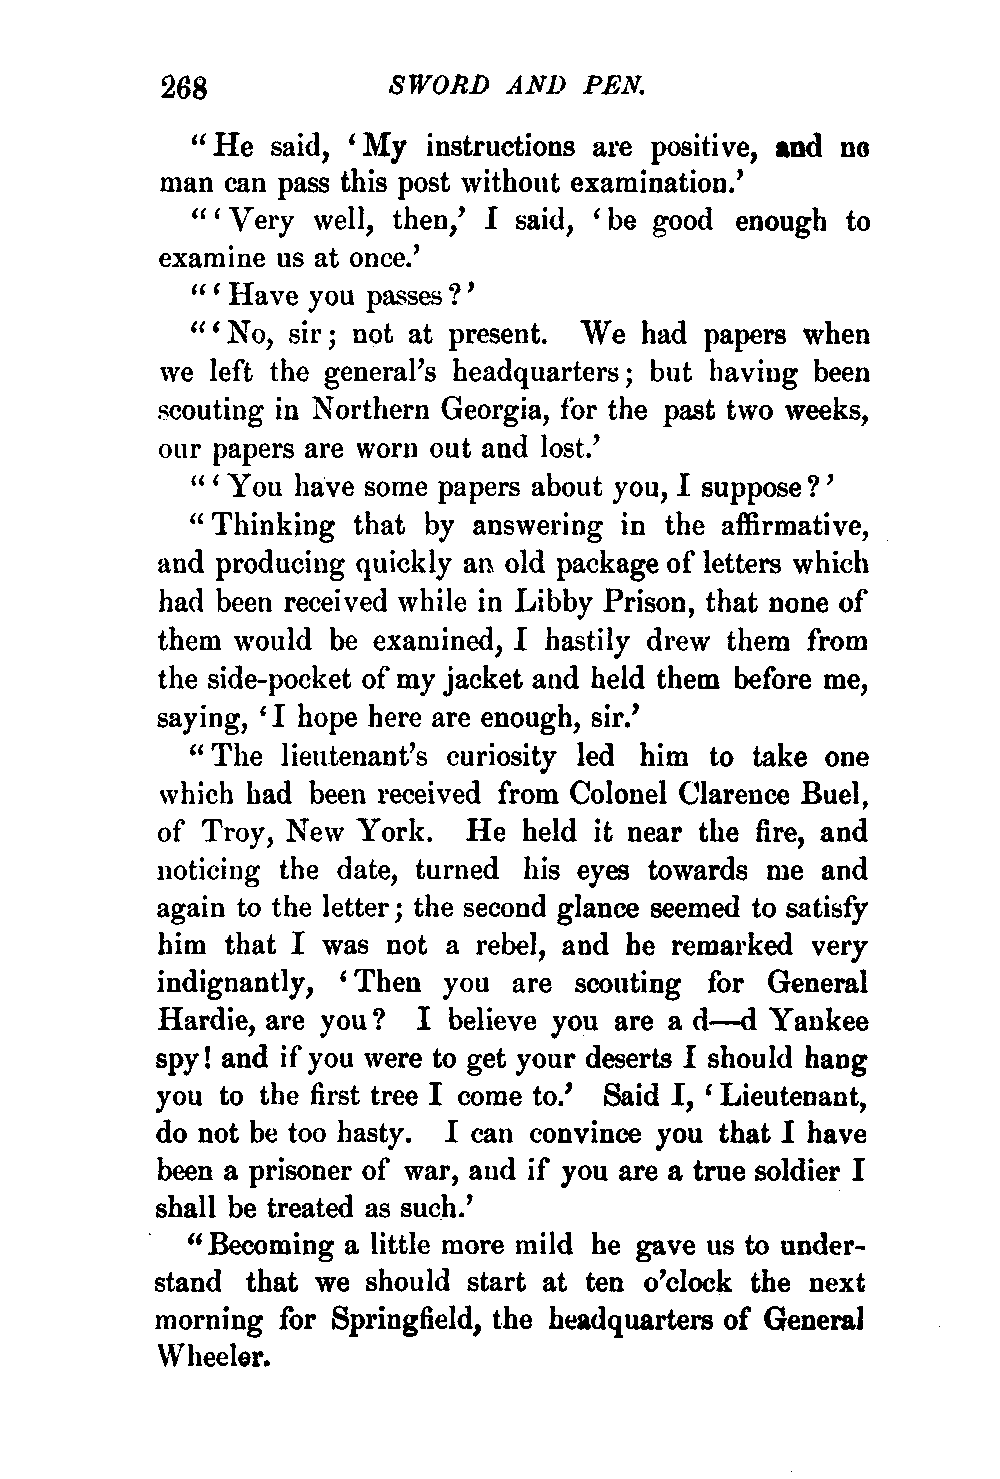 268 SWORD AND PEN.
"He said, 'My instructions are positive, and no
man can pass this post without examination.'
"'Very well, then,' I said, 'be good enough to
examine us at once.'
"'Have you passes?'
"'No, sir; not at present. We had papers when
we left the general's headquarters; but having been
scouting in Northern Georgia, for the past two weeks,
our papers are worn out and lost.'
"'You have some papers about you, I suppose?'
"Thinking that by answering in the affirmative,
and producing quickly an old package of letters which
had been received while in Libby Prison, that none of
them would be examined, I hastily drew them from
the side-pocket of my jacket and held them before me,
saying, 'I hope here are enough, sir.'
"The lieutenant's curiosity led him to take one
which had been received from Colonel Clarence Buel,
of Troy, New York. He held it near the fire, and
noticing the date, turned his eyes towards me and
again to the letter; the second glance seemed to satisfy
him that I was not a rebel, and he remarked very
indignantly, 'Then you are scouting for General
Hardie, are you? I believe you are a d—d Yankee
spy! and if you were to get your deserts I should hang
you to the first tree I come to.' Said I, 'Lieutenant,
do not be too hasty. I can convince you that I have
been a prisoner of war, and if you are a true soldier I
shall be treated as such.'
"Becoming a little more mild he gave us to under-
stand that we should start at ten o'clock the next
morning for Springfield, the headquarters of General
Wheeler.